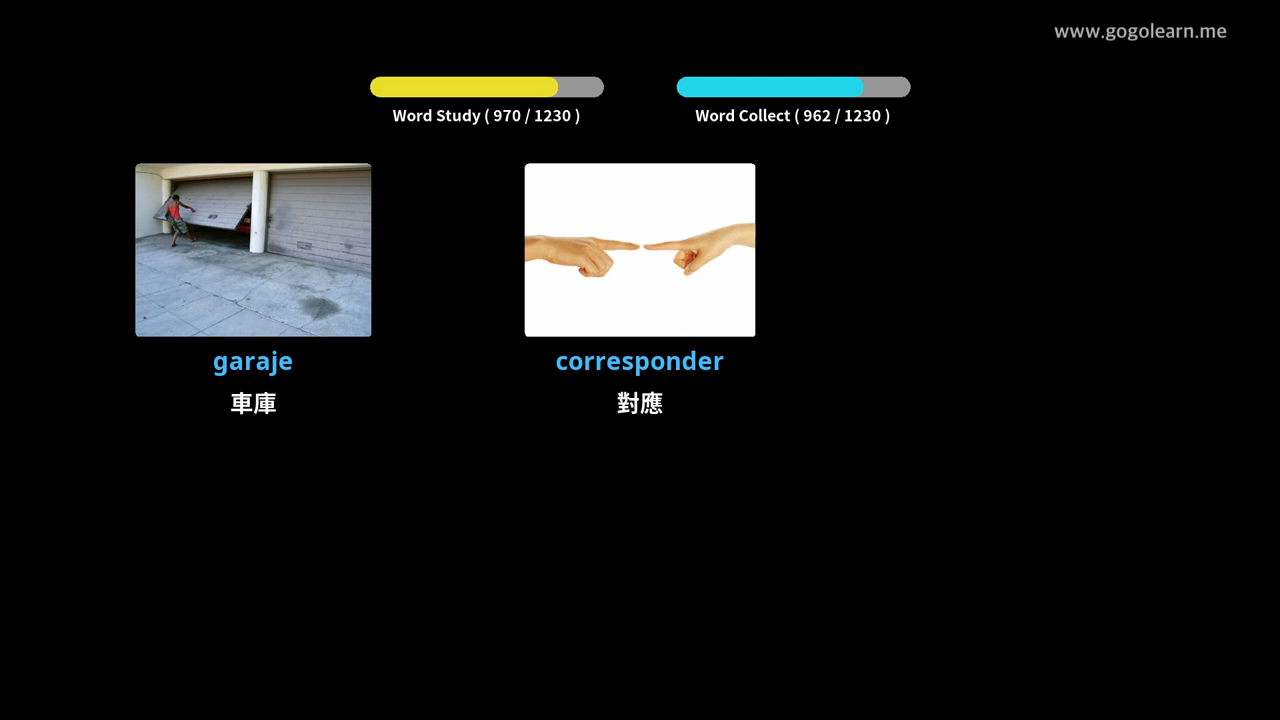 www.gogolearn.me
Word Study ( 970 / 1230 )
Word Collect ( 962 / 1230 )
garaje
車庫
corresponder
對應